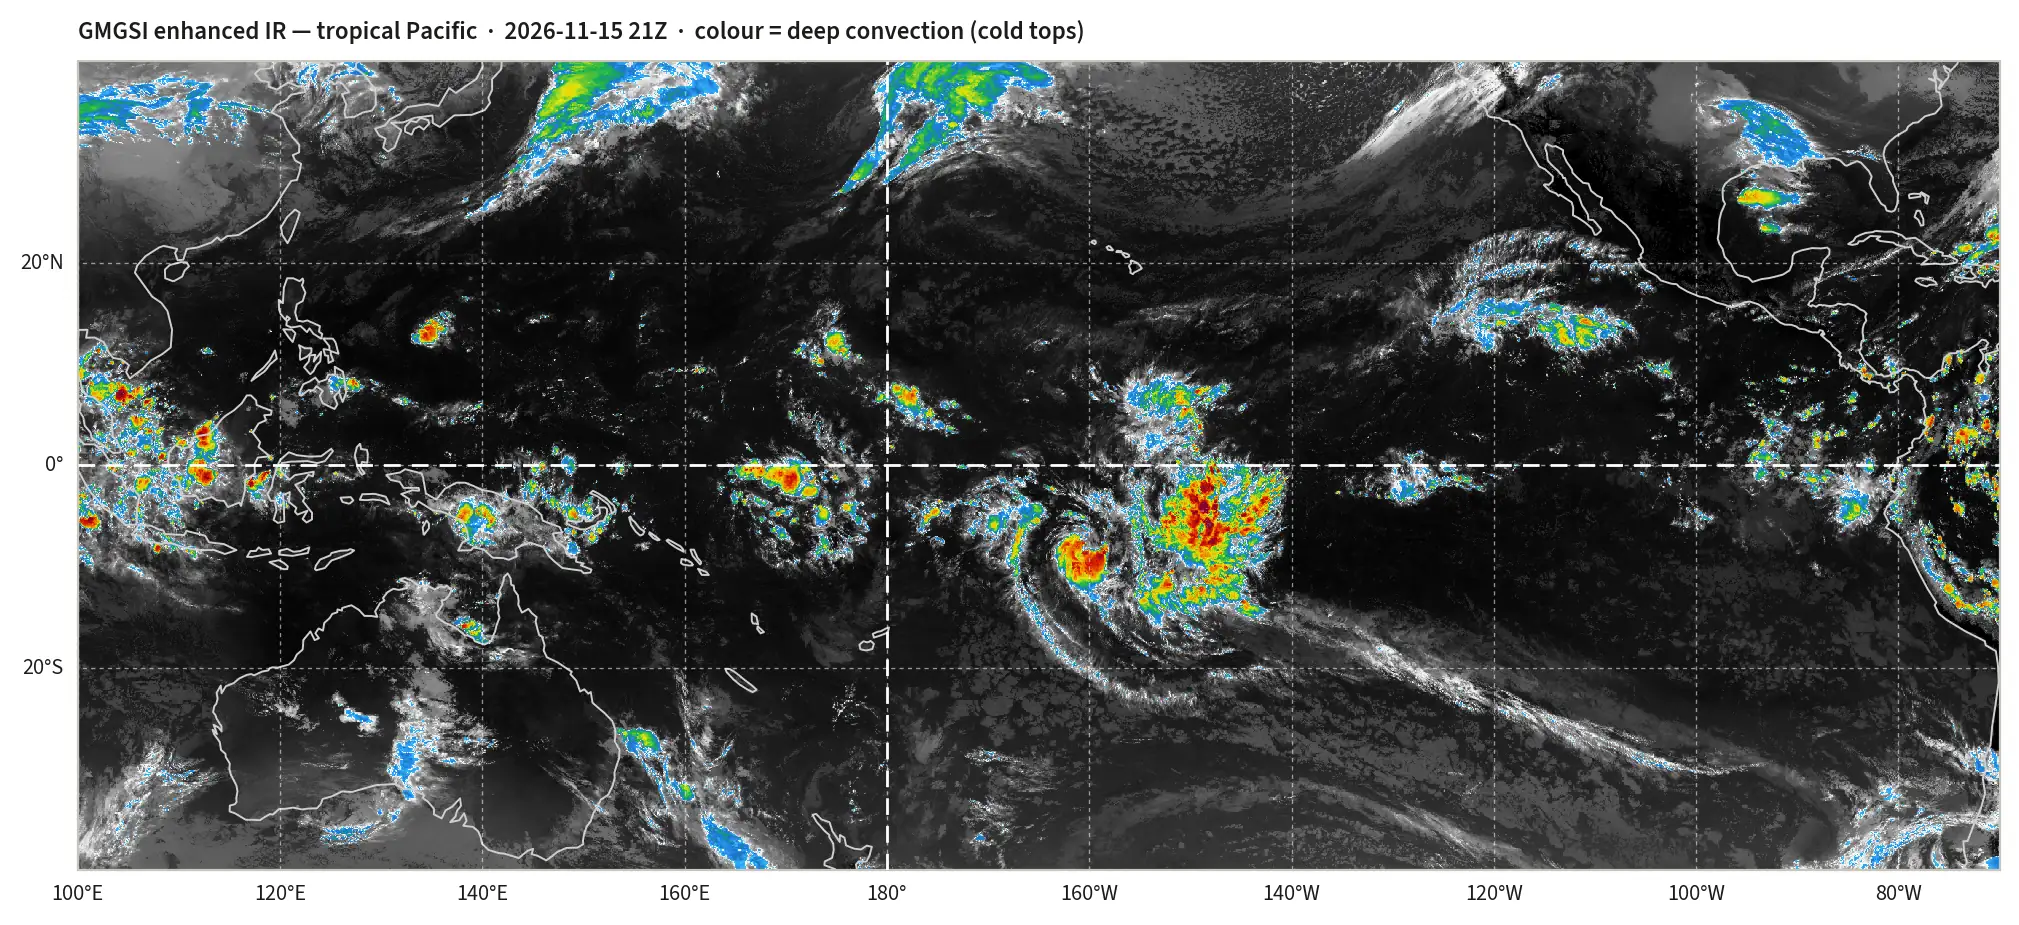 GMGSI enhanced IR — tropical Pacific · 2026-11-15 21Z · colour = deep convection (cold tops)
20°N
0°
20°S
100°E 120°E 140°E 160°E 180° 160°W 140°W 120°W 100°W 80°W